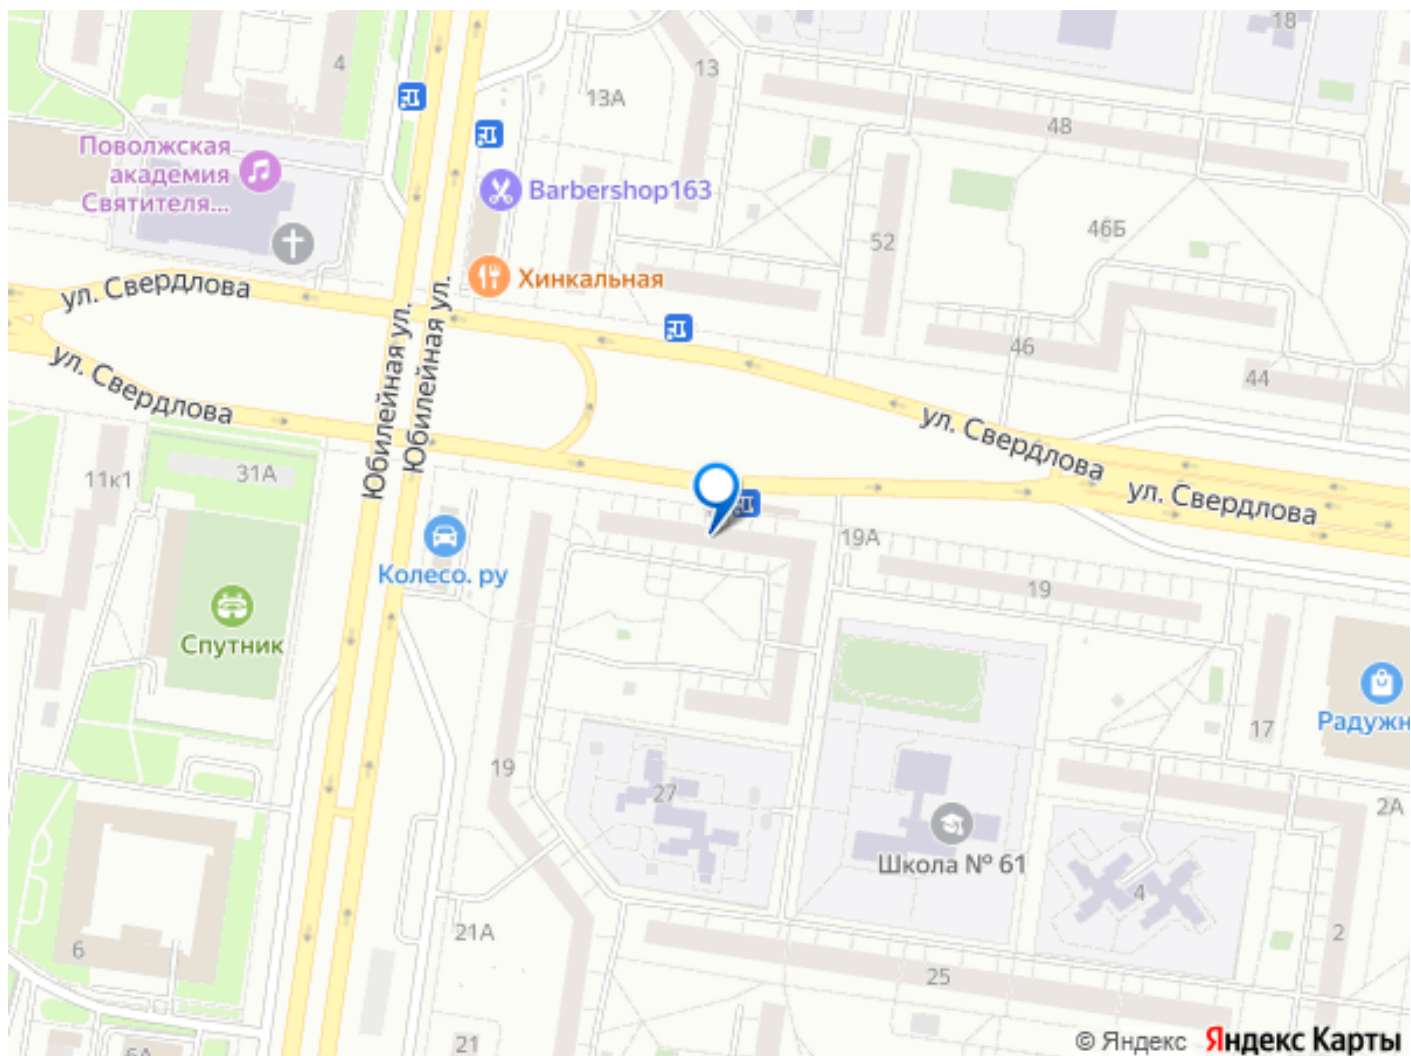 18
4
13
13А
48
Поволжская
академия
Святителя...
Barbershop163
52
46Б
Хинкальная
ул. Свердлова
Юбилейная ул.
Юбилейная ул.
46
44
ул. Свердлова
ул. Свердлова
ул. Свердлова
11к1
31А
19А
Колесо. ру
19
Спутник
Радужн
17
19
27
2А
Школа № 61
4
21А
2
6
25
21
6А
© Яндекс Яндекс Карты